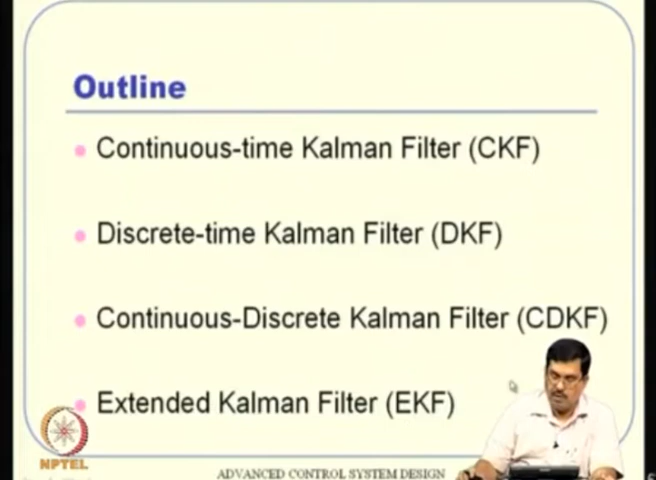 Outline
Continuous-time Kalman Filter (CKF)
Discrete-time Kalman Filter (DKF)
Continuous-Discrete Kalman Filter (CDKF)
Extended Kalman Filter (EKF)
NPTEL
ADVANCED CONTROL SYSTEM DESIGN